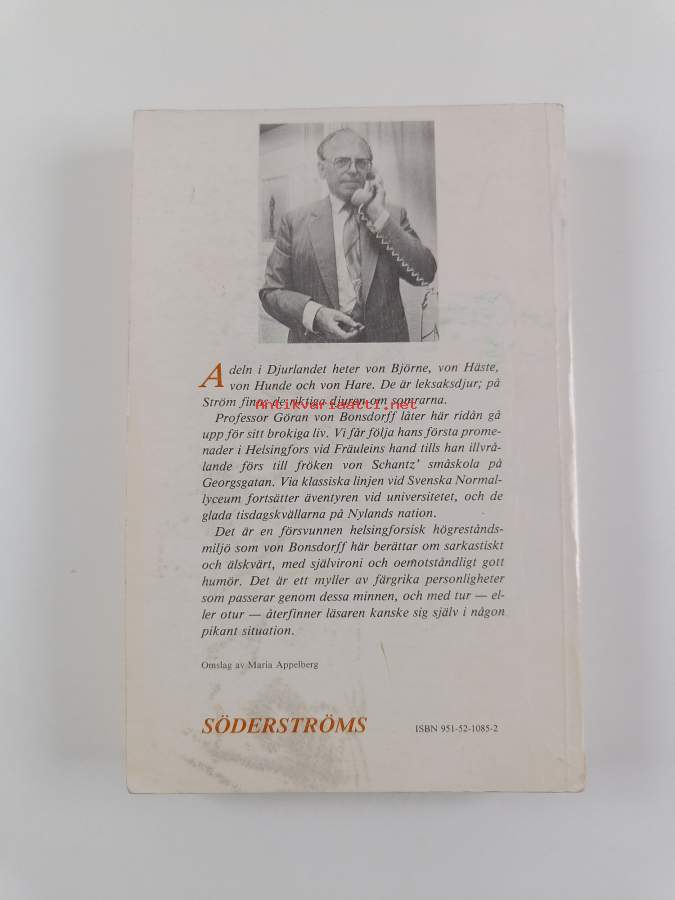 Adeln i Djurlandet heter von Björne, von Häste,
von Hunde och von Hare. De är leksaksdjur; på
Ström finns de riktiga djuren om somrarna.
Antikvariaatti.net
Professor Göran von Bonsdorff låter här ridån gå
upp för sitt brokiga liv. Vi får följa hans första prome-
nader i Helsingfors vid Fräuleins hand tills han illvrå-
lande förs till fröken von Schantz' småskola på
Georgsgatan. Via klassiska linjen vid Svenska Normal-
lyceum fortsätter äventyren vid universitetet, och de
glada tisdagskvällarna på Nylands nation.
Det är en försvunnen helsingforsisk högrestånds-
miljö som von Bonsdorff här berättar om sarkastiskt
och älskvärt, med självironi och oemotståndligt gott
humör. Det är ett myller av färgrika personligheter
som passerar genom dessa minnen, och med tur — el-
ler otur — återfinner läsaren kanske sig själv i någon
pikant situation.
Omslag av Maria Appelberg
SÖDERSTRÖMS
ISBN 951-52-1085-2